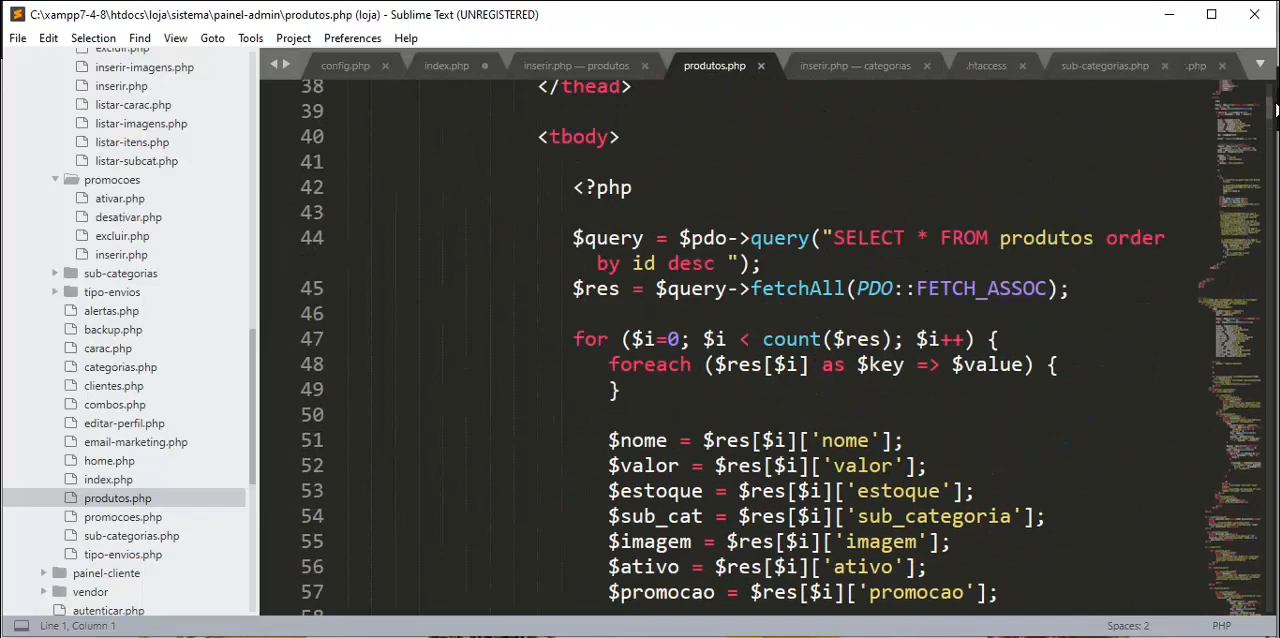 C:\xampp7-4-8\htdocs\loja\sistema\painel-admin\produtos.php (loja) - Sublime Text (UNREGISTERED)
File Edit Selection Find View Goto Tools Project Preferences Help
config.php index.php inserir.php — produtos produtos.php inserir.php — categorias .htaccess sub-categorias.php .php
excluir.php
inserir-imagens.php
inserir.php
listar-carac.php
listar-imagens.php
listar-itens.php
listar-subcat.php
promocoes
ativar.php
desativar.php
excluir.php
inserir.php
sub-categorias
tipo-envios
alertas.php
backup.php
carac.php
categorias.php
clientes.php
combos.php
editar-perfil.php
email-marketing.php
home.php
index.php
produtos.php
promocoes.php
sub-categorias.php
tipo-envios.php
painel-cliente
vendor
autenticar.php
38 </thead>
39
40 <tbody>
41
42 <?php
43
44 $query = $pdo->query("SELECT * FROM produtos order
by id desc ");
45 $res = $query->fetchAll(PDO::FETCH_ASSOC);
46
47 for ($i=0; $i < count($res); $i++) {
48 foreach ($res[$i] as $key => $value) {
49 }
50
51 $nome = $res[$i]['nome'];
52 $valor = $res[$i]['valor'];
53 $estoque = $res[$i]['estoque'];
54 $sub_cat = $res[$i]['sub_categoria'];
55 $imagem = $res[$i]['imagem'];
56 $ativo = $res[$i]['ativo'];
57 $promocao = $res[$i]['promocao'];
58
Line 1, Column 1 Spaces: 2 PHP